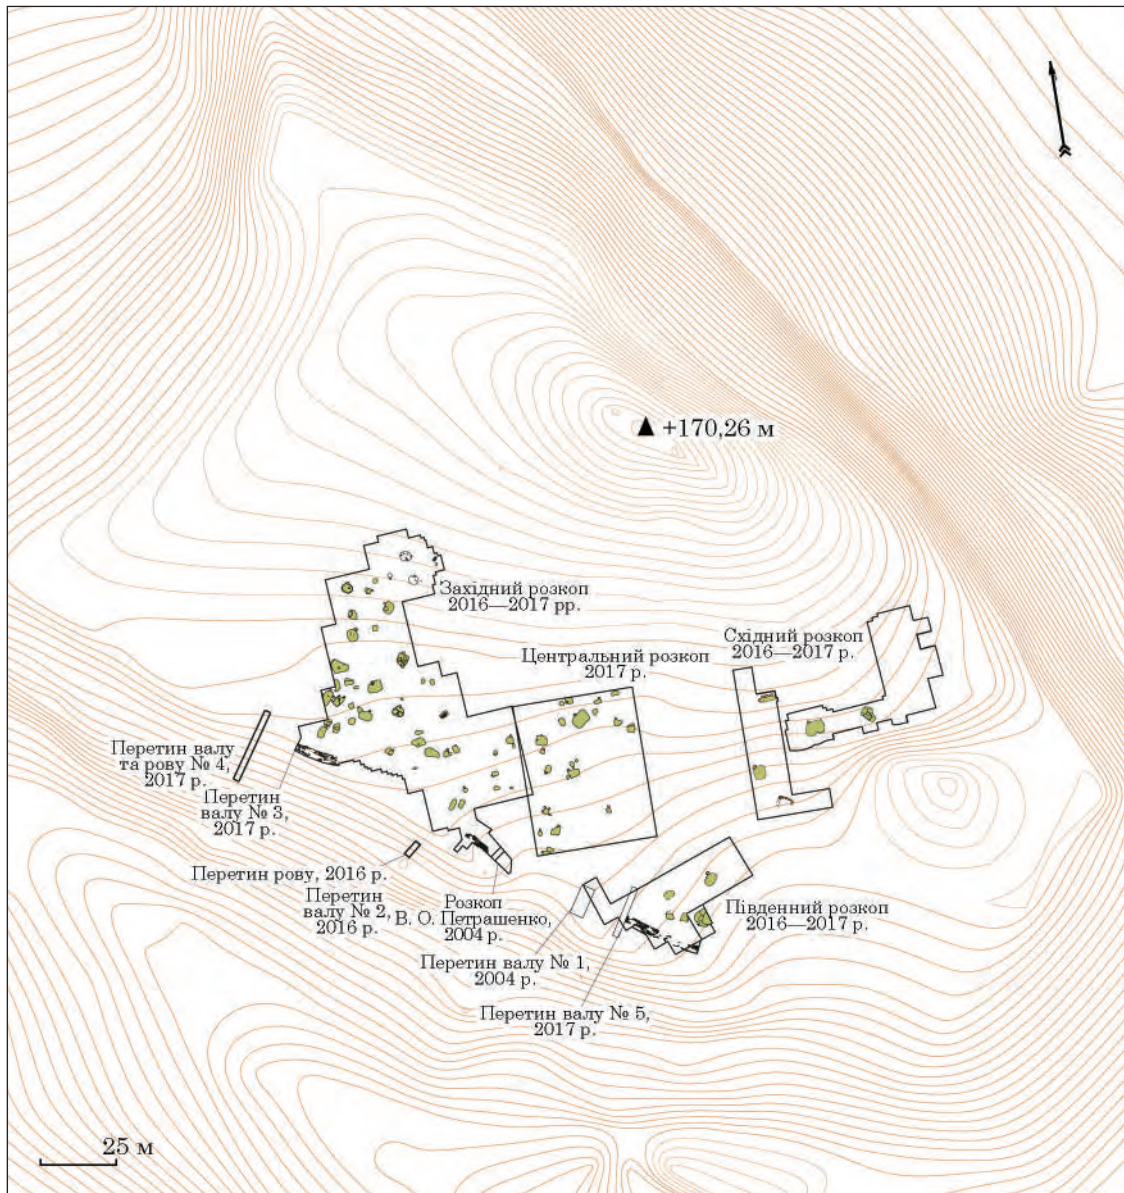 +170,26 м
Західний розкоп
2016—2017 рр.
Східний розкоп
2016—2017 р.
Центральний розкоп
2017 р.
Перетин валу
та рову № 4,
2017 р.
Перетин
валу № 3,
2017 р.
Перетин рову, 2016 р.
Перетин
валу № 2,
2016 р.
Розкоп
В. О. Петрашенко,
2004 р.
Південний розкоп
2016—2017 р.
Перетин валу № 1,
2004 р.
Перетин валу № 5,
2017 р.
25 м